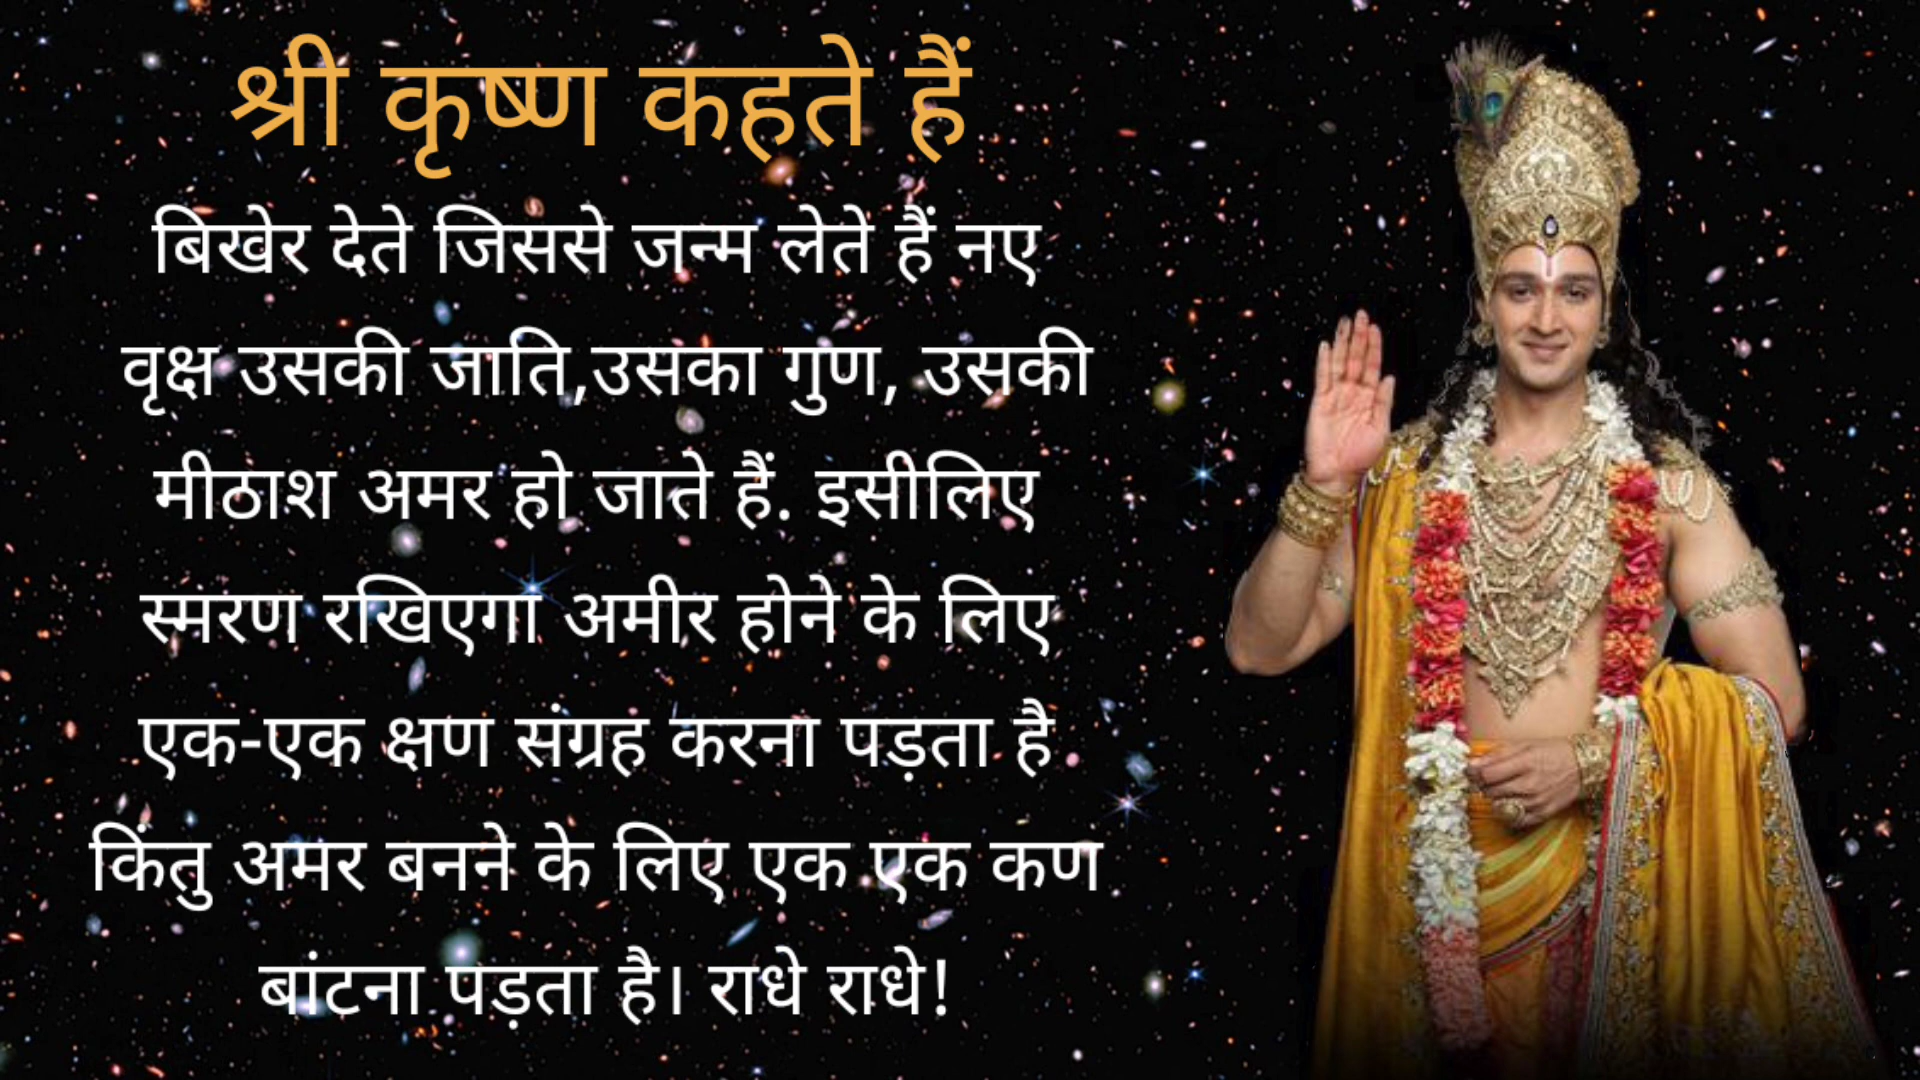 श्री कृष्ण कहते हैं
बिखेर देते जिससे जन्म लेते हैं नए
वृक्ष उसकी जाति,उसका गुण, उसकी
मीठाश अमर हो जाते हैं. इसीलिए
स्मरण रखिएगा अमीर होने के लिए
एक-एक क्षण संग्रह करना पड़ता है
किंतु अमर बनने के लिए एक एक कण
बांटना पड़ता है। राधे राधे!